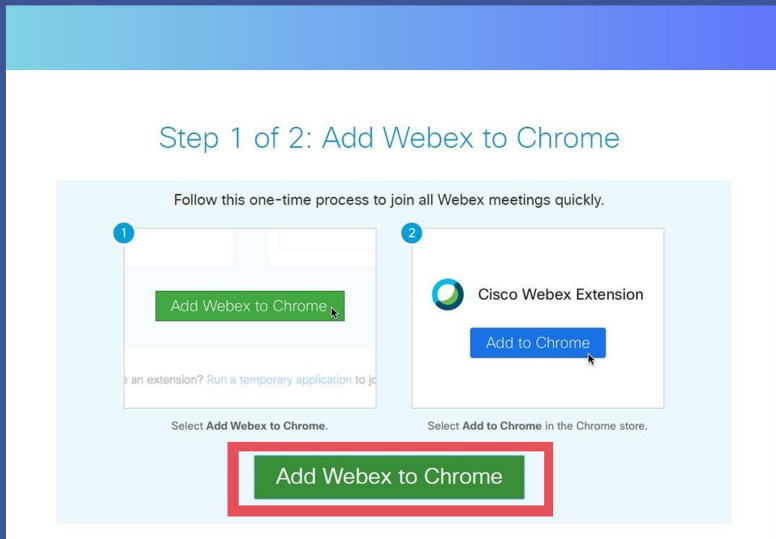 Step 1 of 2: Add Webex to Chrome
Follow this one-time process to join all Webex meetings quickly.
1
2
Add Webex to Chrome
Cisco Webex Extension
Add to Chrome
an extension? Run a temporary application to
Select Add Webex to Chrome.
Select Add to Chrome in the Chrome store.
Add Webex to Chrome